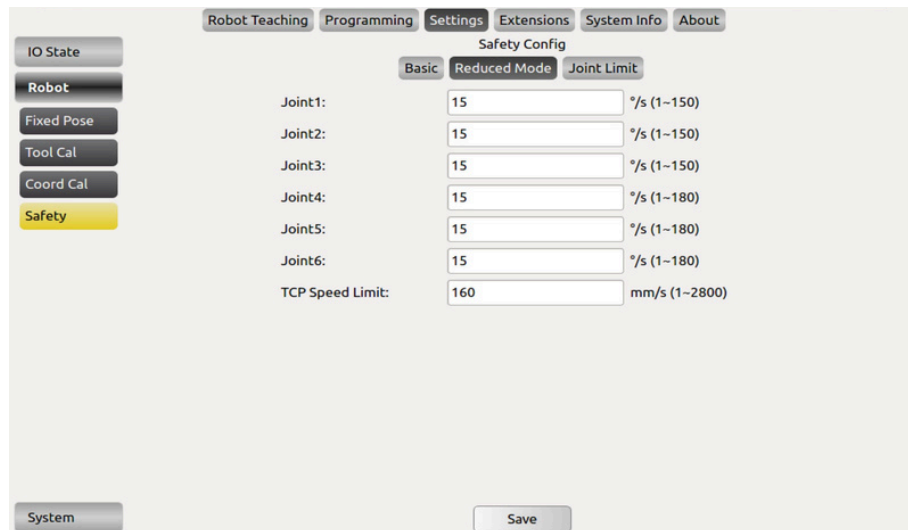 Robot Teaching Programming Settings Extensions System Info About
Safety Config
IO State
Basic Reduced Mode Joint Limit
Robot
Joint1: 15 °/s (1~150)
Fixed Pose
Joint2: 15 °/s (1~150)
Tool Cal
Joint3: 15 °/s (1~150)
Coord Cal
Joint4: 15 °/s (1~180)
Safety
Joint5: 15 °/s (1~180)
Joint6: 15 °/s (1~180)
TCP Speed Limit: 160 mm/s (1~2800)
System Save